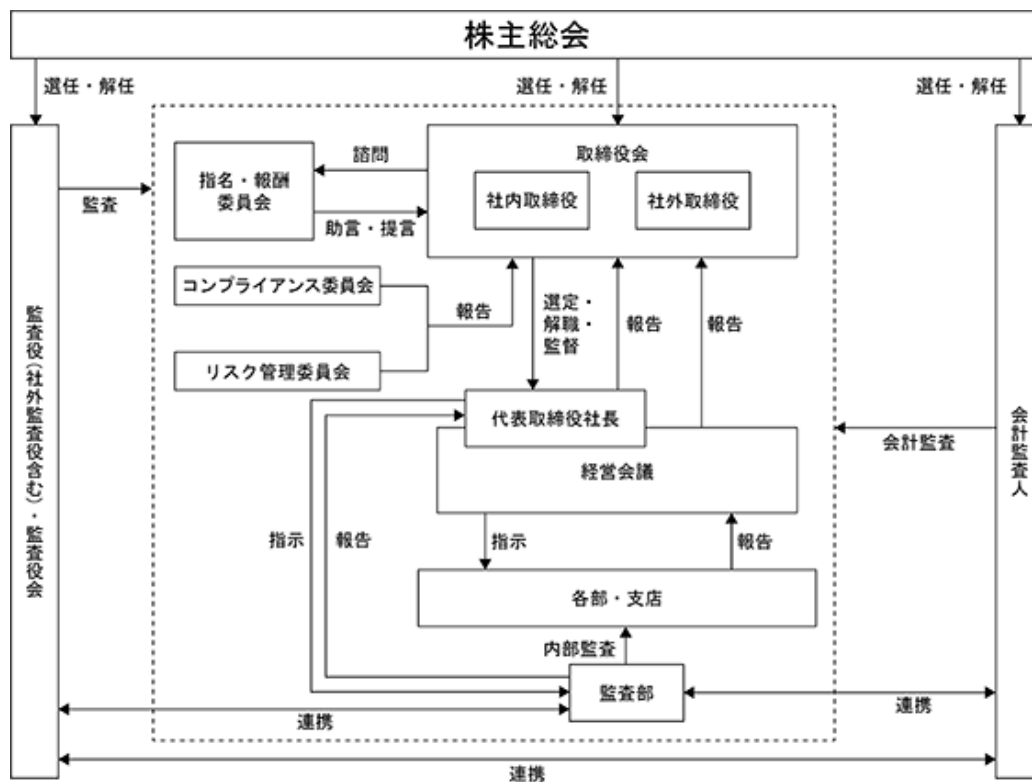 株主総会
選任・解任
選任・解任
選任・解任
監査役(社外監査役含む)・監査役会
監査
指名・報酬
委員会
諮問
助言・提言
取締役会
社内取締役
社外取締役
コンプライアンス委員会
リスク管理委員会
報告
選定・
解職・
監督
報告
報告
代表取締役社長
経営会議
会計監査
会計監査人
指示
報告
指示
報告
各部・支店
内部監査
監査部
連携
連携
連携